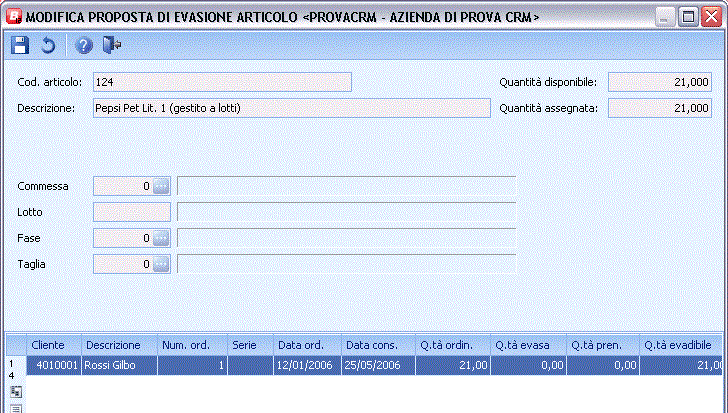 MODIFICA PROPOSTA DI EVASIONE ARTICOLO <PROVACRM - AZIENDA DI PROVA CRM>
Cod. articolo: 124 Quantità disponibile: 21,000
Descrizione: Pepsi Pet Lit. 1 (gestito a lotti) Quantità assegnata: 21,000
Commessa 0
Lotto
Fase 0
Taglia 0
Cliente Descrizione Num. ord. Serie Data ord. Data cons. Q.tà ordin. Q.tà evasa Q.tà pren. Q.tà evadibile
1 4010001 Rossi Gilbo 1 12/01/2006 25/05/2006 21,00 0,00 0,00 21,0
4